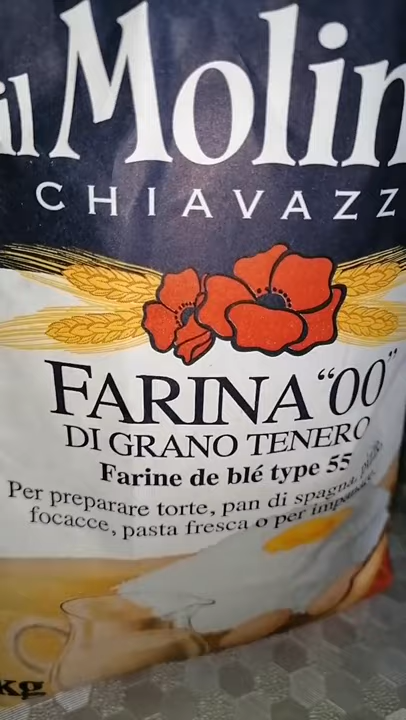 il Molin
CHIAVAZZ
FARINA "00"
DI GRANO TENERO
Farine de blé type 55
Per preparare torte, pan di spagna, pizza,
focacce, pasta fresca o per impanare.
kg